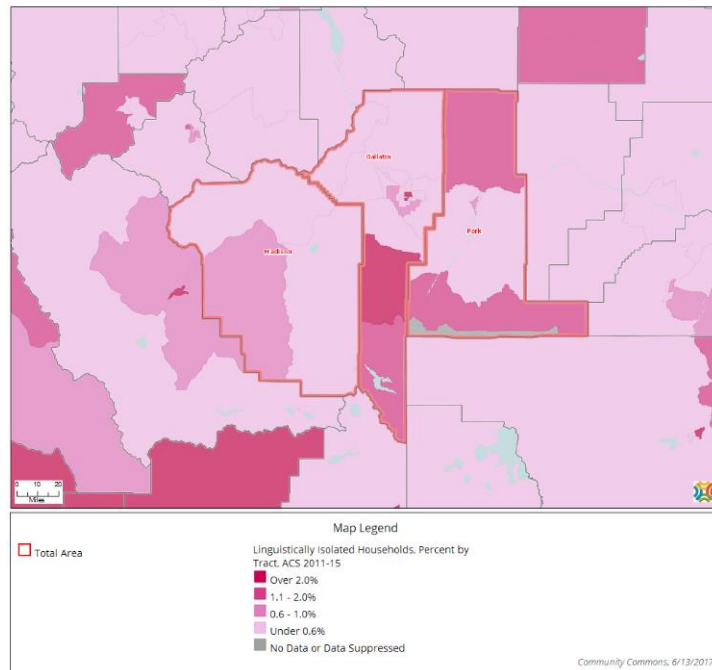 Gallatin
Madison
Park
0 10 20
Miles
Map Legend
Total Area
Linguistically Isolated Households, Percent by
Tract, ACS 2011-15
Over 2.0%
1.1 - 2.0%
0.6 - 1.0%
Under 0.6%
No Data or Data Suppressed
Community Commons, 6/13/2017